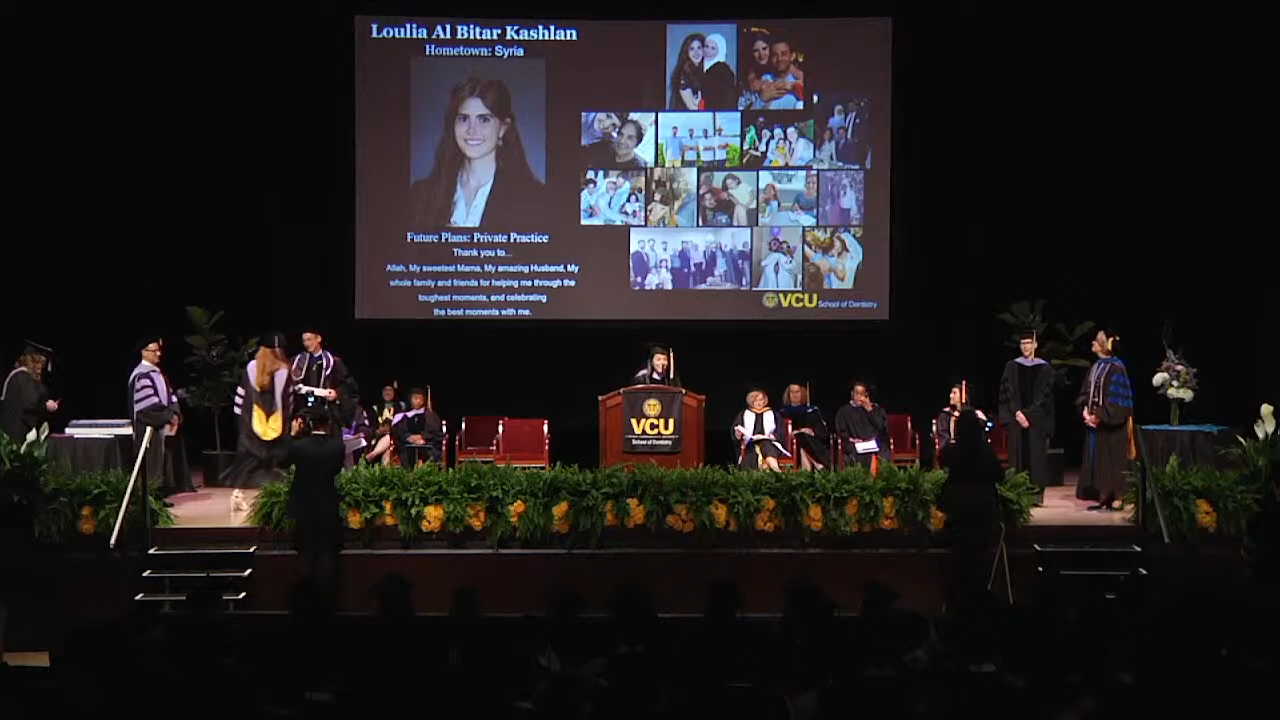 Loulia Al Bitar Kashlan
Hometown: Syria
Future Plans: Private Practice
Thank you to...
Allah, My sweetest Mama, My amazing Husband, My
whole family and friends for helping me through the
toughest moments, and celebrating
the best moments with me.
VCU School of Dentistry
VCU
School of Dentistry